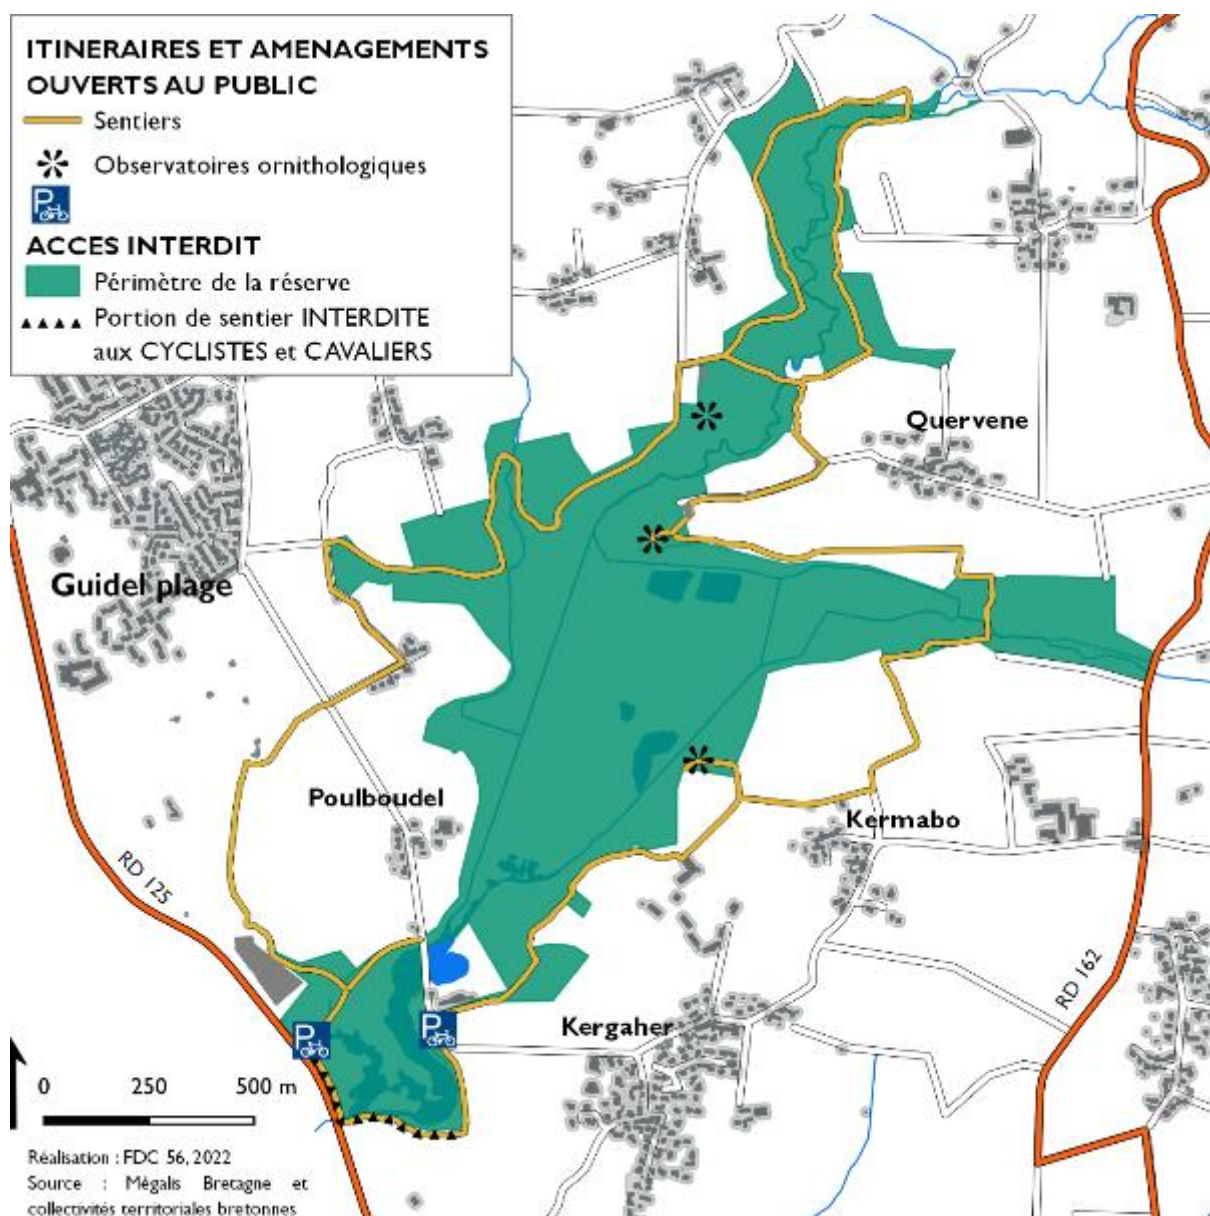 ITINERAIRES ET AMENAGEMENTS
OUVERTS AU PUBLIC
Sentiers
Observatoires ornithologiques
P
ACCES INTERDIT
Périmètre de la réserve
Portion de sentier INTERDITE
aux CYCLISTES et CAVALIERS
Quervene
Guidel plage
Poulboudel
Kermabo
RD 125
RD 162
P
P
Kergaher
0 250 500 m
Réalisation : FDC 56, 2022
Source : Mégalis Bretagne et
collectivités territoriales bretonnes